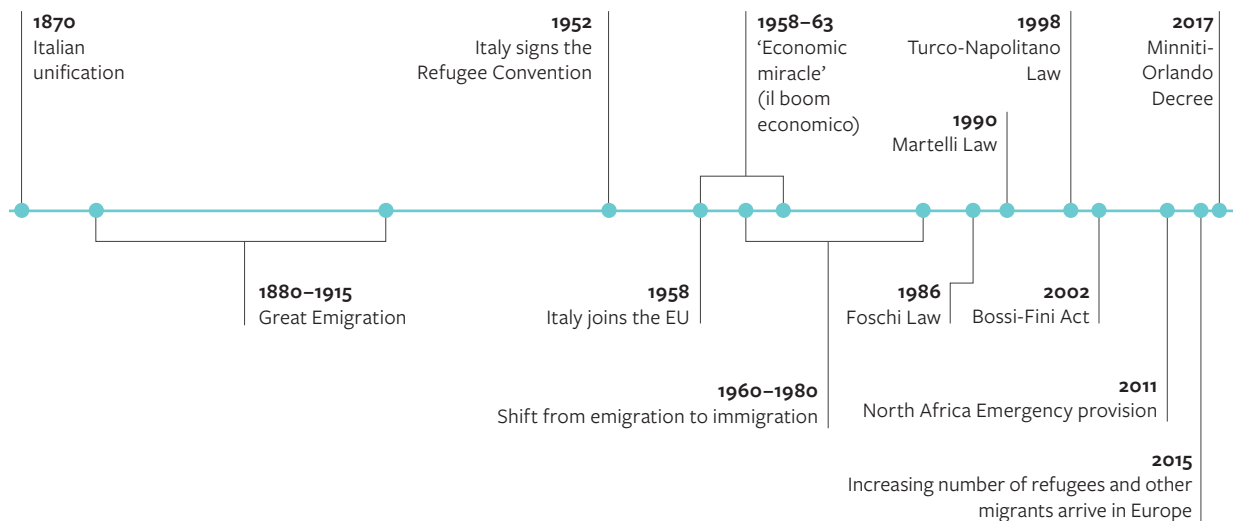 1870
Italian
unification
1952
Italy signs the
Refugee Convention
1958–63
‘Economic
miracle’
(il boom
economico)
1998
Turco-Napolitano
Law
2017
Minniti-
Orlando
Decree
1990
Martelli Law
1880–1915
Great Emigration
1958
Italy joins the EU
1986
Foschi Law
2002
Bossi-Fini Act
1960–1980
Shift from emigration to immigration
2011
North Africa Emergency provision
2015
Increasing number of refugees and other
migrants arrive in Europe